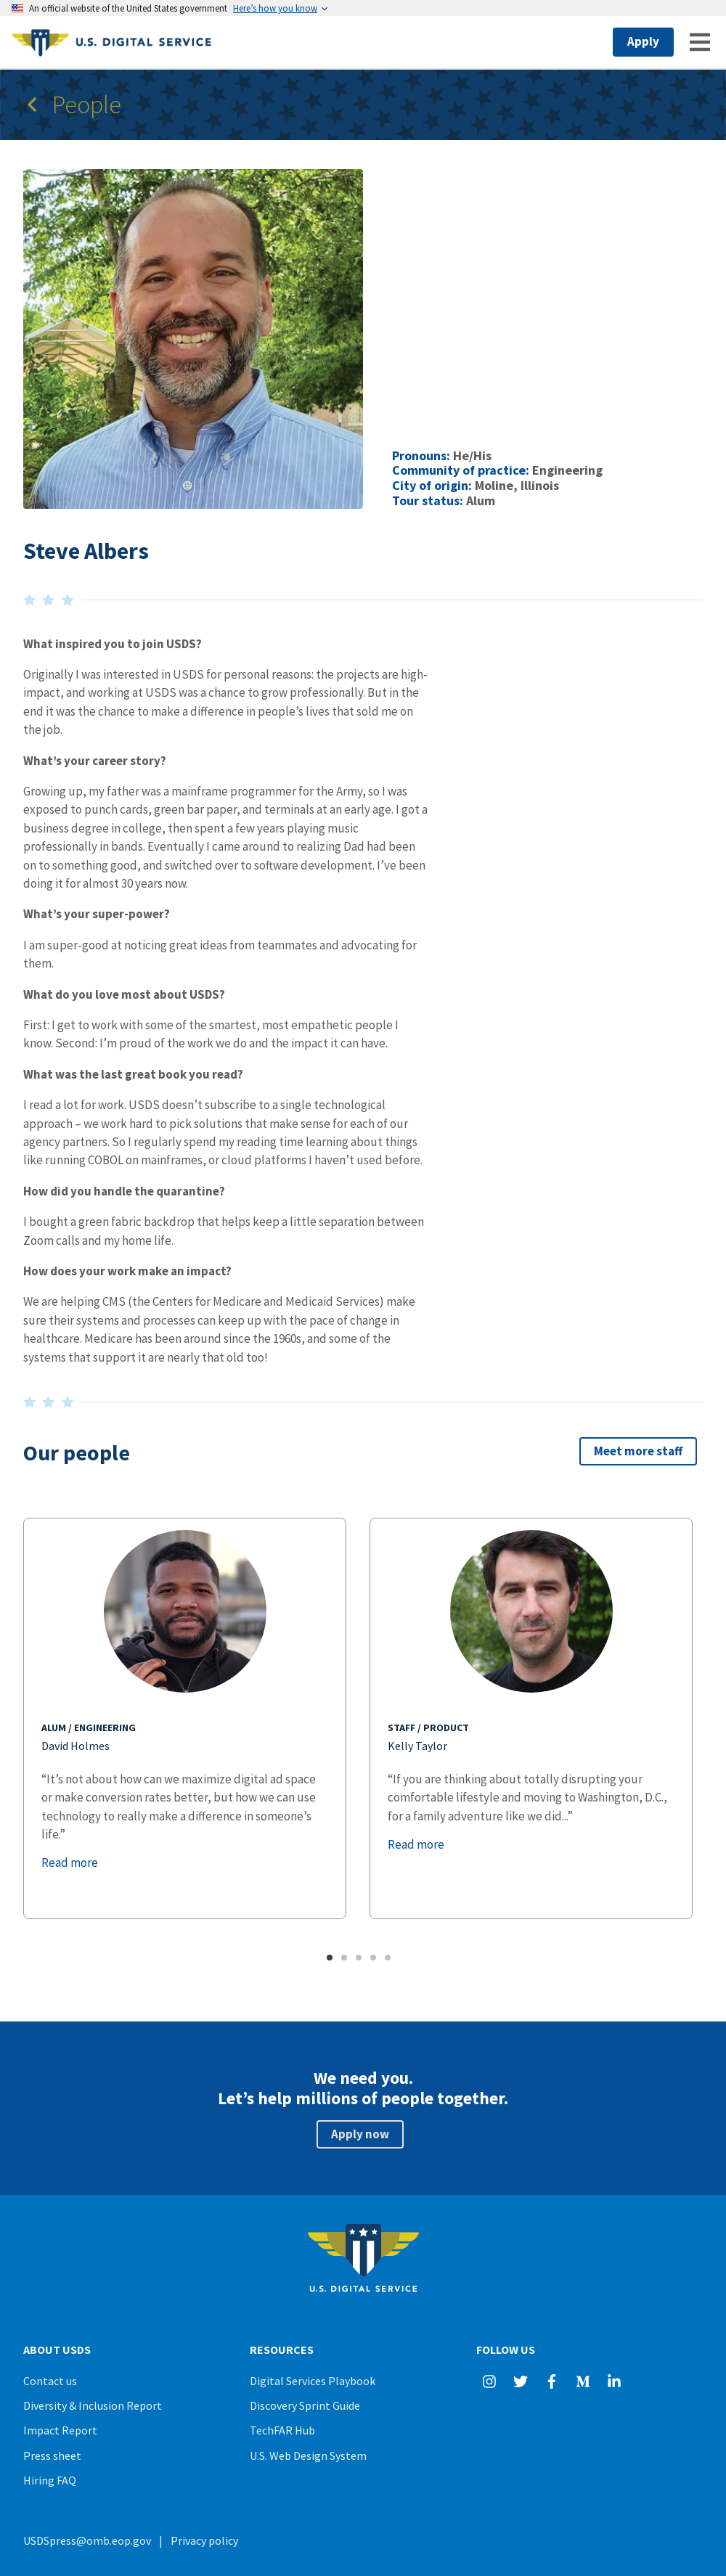 An official website of the United States government Here's how you know
U.S. DIGITAL SERVICE
Apply
People
Pronouns: He/His
Community of practice: Engineering
City of origin: Moline, Illinois
Tour status: Alum
Steve Albers
What inspired you to join USDS?
Originally I was interested in USDS for personal reasons: the projects are high-
impact, and working at USDS was a chance to grow professionally. But in the
end it was the chance to make a difference in people’s lives that sold me on
the job.
What’s your career story?
Growing up, my father was a mainframe programmer for the Army, so I was
exposed to punch cards, green bar paper, and terminals at an early age. I got a
business degree in college, then spent a few years playing music
professionally in bands. Eventually I came around to realizing Dad had been
on to something good, and switched over to software development. I’ve been
doing it for almost 30 years now.
What’s your super-power?
I am super-good at noticing great ideas from teammates and advocating for
them.
What do you love most about USDS?
First: I get to work with some of the smartest, most empathetic people I
know. Second: I’m proud of the work we do and the impact it can have.
What was the last great book you read?
I read a lot for work. USDS doesn’t subscribe to a single technological
approach – we work hard to pick solutions that make sense for each of our
agency partners. So I regularly spend my reading time learning about things
like running COBOL on mainframes, or cloud platforms I haven’t used before.
How did you handle the quarantine?
I bought a green fabric backdrop that helps keep a little separation between
Zoom calls and my home life.
How does your work make an impact?
We are helping CMS (the Centers for Medicare and Medicaid Services) make
sure their systems and processes can keep up with the pace of change in
healthcare. Medicare has been around since the 1960s, and some of the
systems that support it are nearly that old too!
Our people
Meet more staff
ALUM / ENGINEERING
David Holmes
“It’s not about how can we maximize digital ad space
or make conversion rates better, but how we can use
technology to really make a difference in someone’s
life.”
Read more
STAFF / PRODUCT
Kelly Taylor
“If you are thinking about totally disrupting your
comfortable lifestyle and moving to Washington, D.C.,
for a family adventure like we did...”
Read more
We need you.
Let’s help millions of people together.
Apply now
U.S. DIGITAL SERVICE
ABOUT USDS
Contact us
Diversity & Inclusion Report
Impact Report
Press sheet
Hiring FAQ
RESOURCES
Digital Services Playbook
Discovery Sprint Guide
TechFAR Hub
U.S. Web Design System
FOLLOW US
USDSpress@omb.eop.gov | Privacy policy